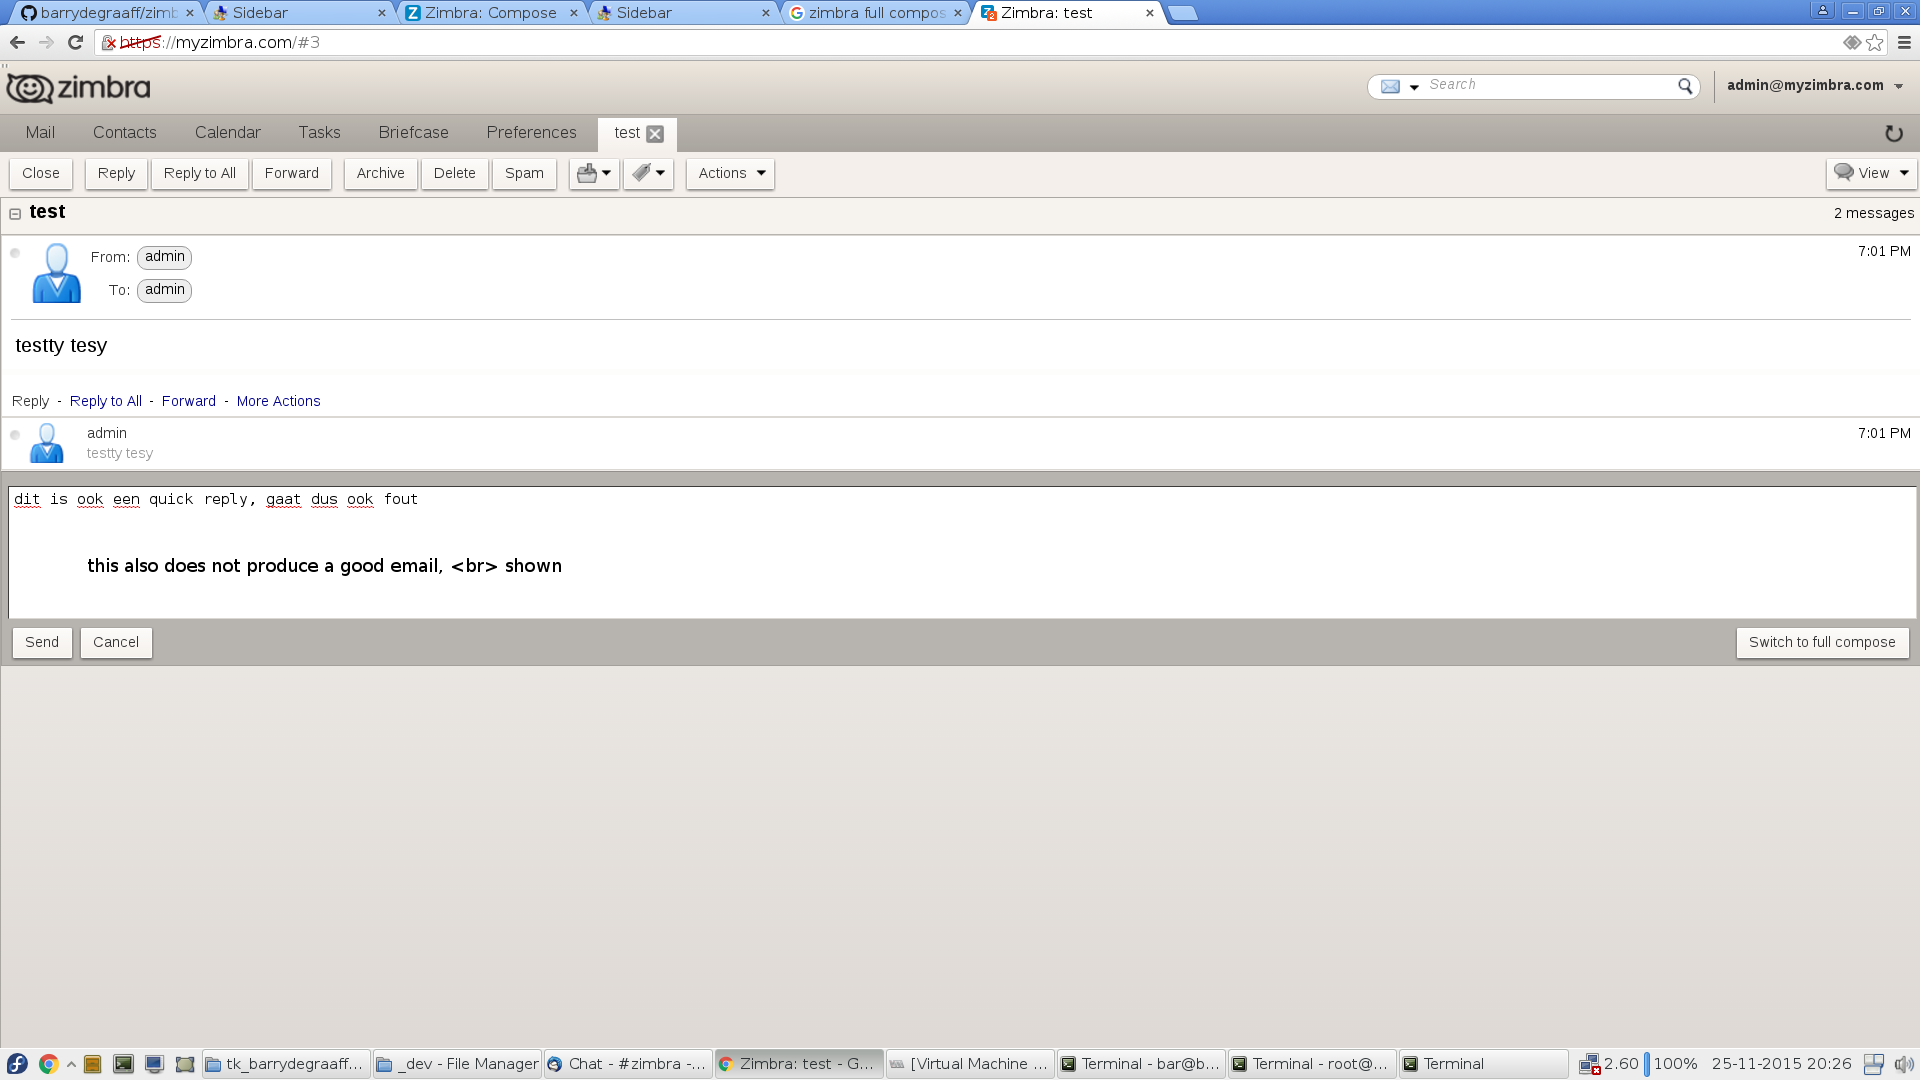 barrydegraaff/zimb
Sidebar
Zimbra: Compose
Sidebar
zimbra full compos
Zimbra: test
https://myzimbra.com/#3
zimbra
Search
admin@myzimbra.com
Mail
Contacts
Calendar
Tasks
Briefcase
Preferences
test
Close
Reply
Reply to All
Forward
Archive
Delete
Spam
Actions
View
test
2 messages
From: admin
7:01 PM
To: admin
testty tesy
Reply - Reply to All - Forward - More Actions
admin
7:01 PM
testty tesy
dit is ook een quick reply, gaat dus ook fout
this also does not produce a good email, <br> shown
Send
Cancel
Switch to full compose
tk_barrydegraaff...
_dev - File Manager
Chat - #zimbra -...
Zimbra: test - G...
[Virtual Machine ...
Terminal - bar@b...
Terminal - root@...
Terminal
2.60
100%
25-11-2015 20:26